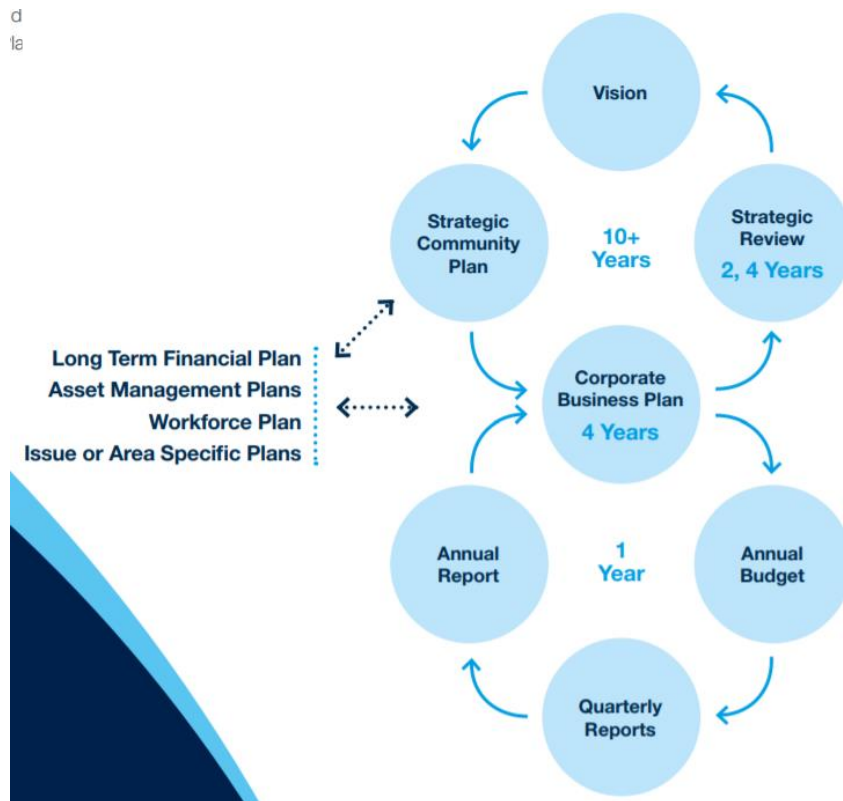 Vision
Strategic
Community
Plan
10+
Years
Strategic
Review
2, 4 Years
Long Term Financial Plan
Asset Management Plans
Workforce Plan
Issue or Area Specific Plans
Corporate
Business Plan
4 Years
Annual
Report
1
Year
Annual
Budget
Quarterly
Reports